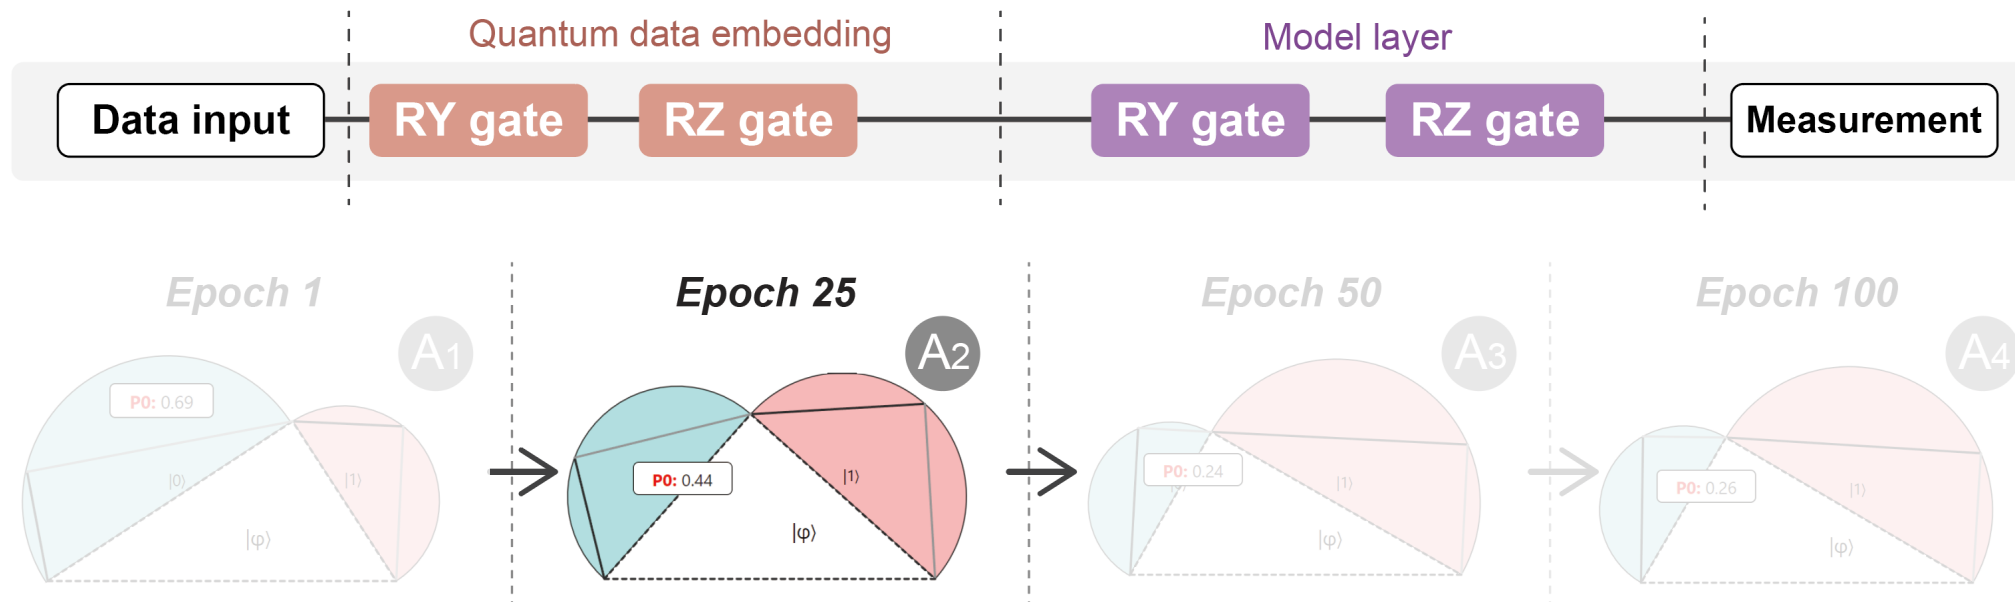 Quantum data embedding
Model layer
Data input
RY gate
RZ gate
RY gate
RZ gate
Measurement
Epoch 1
Epoch 25
Epoch 50
Epoch 100
A1
A2
A3
A4
P0: 0.69
|0⟩
|1⟩
|φ⟩
P0: 0.44
|1⟩
|φ⟩
P0: 0.24
|1⟩
|φ⟩
P0: 0.26
|1⟩
|φ⟩